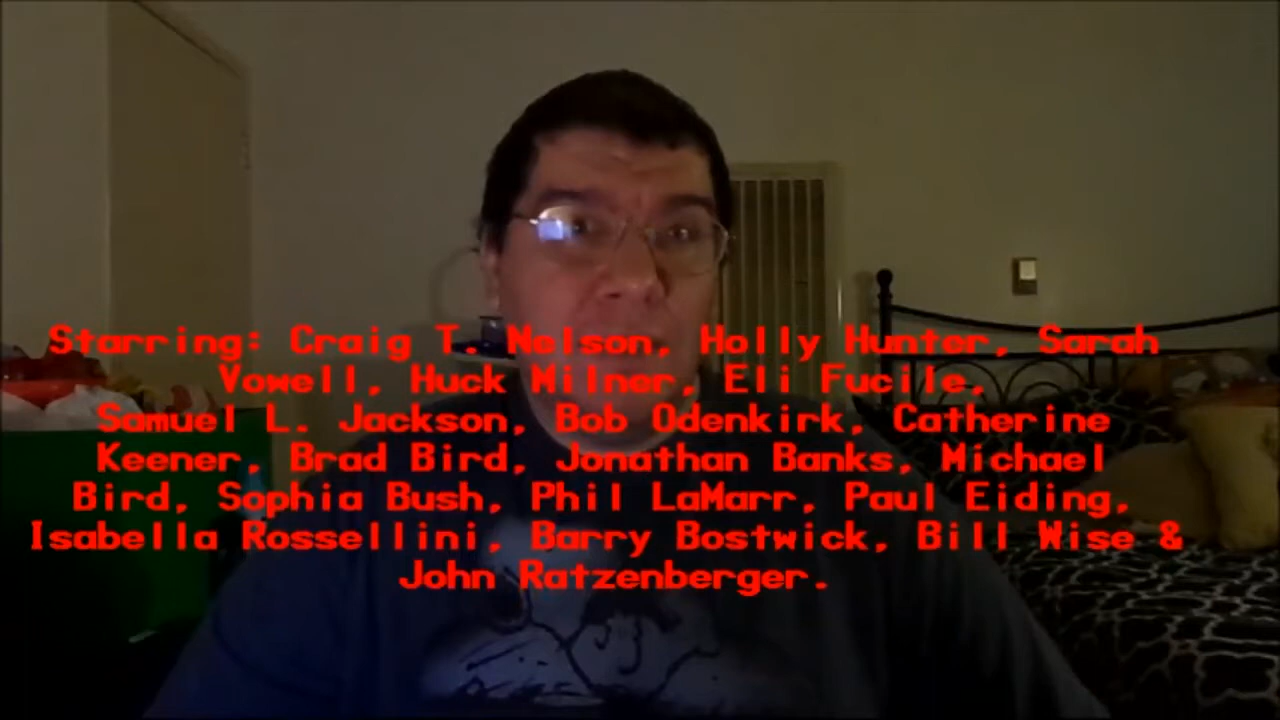 Starring: Craig T. Nelson, Holly Hunter, Sarah
Vowell, Huck Milner, Eli Fucile,
Samuel L. Jackson, Bob Odenkirk, Catherine
Keener, Brad Bird, Jonathan Banks, Michael
Bird, Sophia Bush, Phil LaMarr, Paul Eiding,
Isabella Rossellini, Barry Bostwick, Bill Wise &
John Ratzenberger.